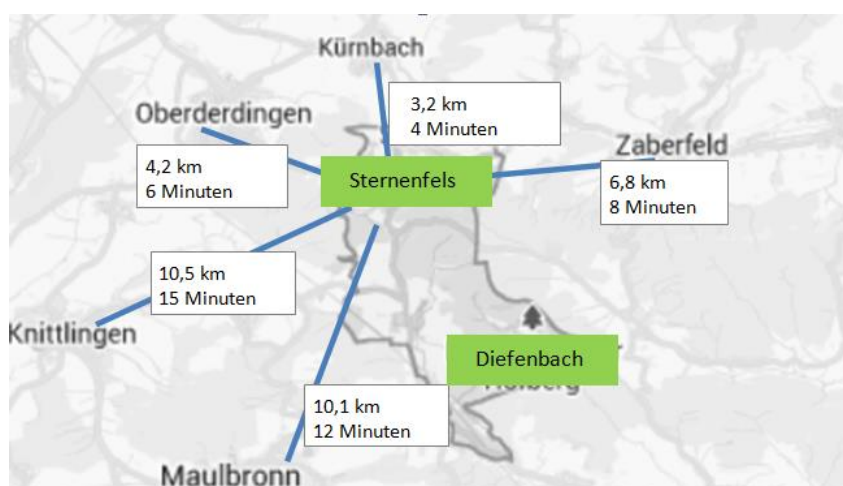 Kürnbach
3,2 km
4 Minuten
Oberderdingen
Zaberfeld
4,2 km
6 Minuten
Sternenfels
6,8 km
8 Minuten
10,5 km
15 Minuten
Knittlingen
Diefenbach
10,1 km
12 Minuten
Maulbronn